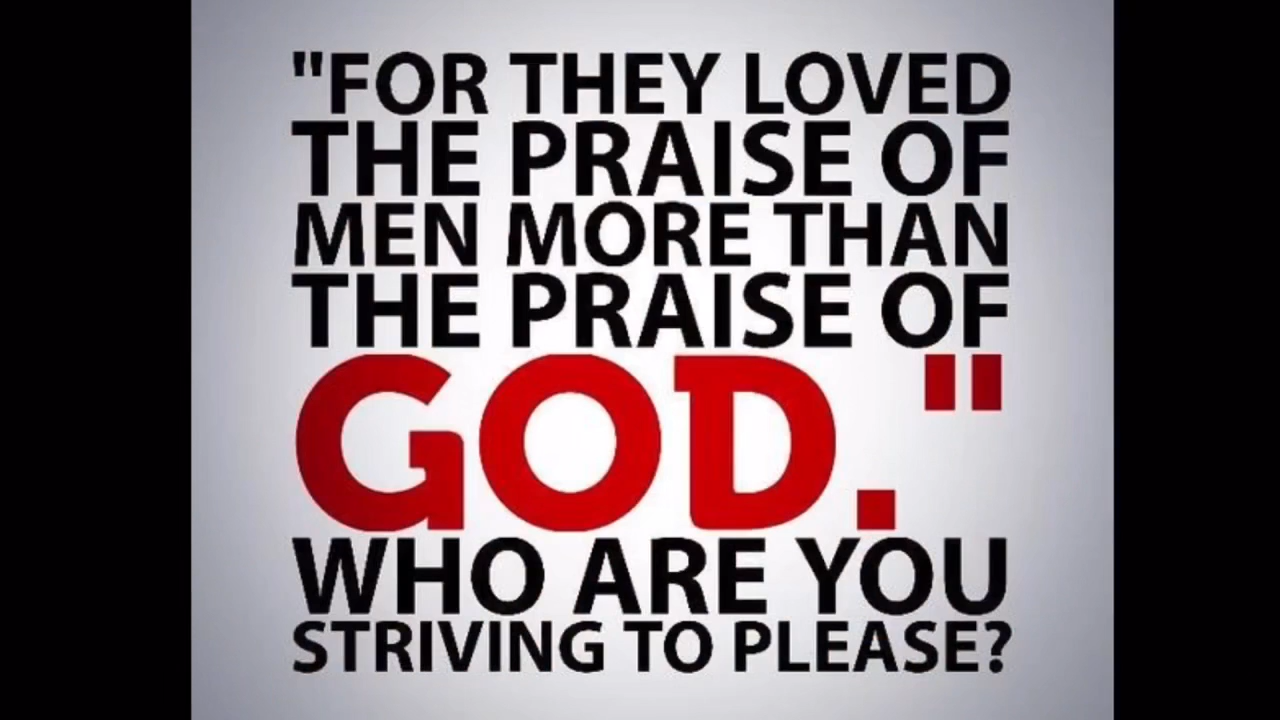 "FOR THEY LOVED
THE PRAISE OF
MEN MORE THAN
THE PRAISE OF
GOD."
WHO ARE YOU
STRIVING TO PLEASE?